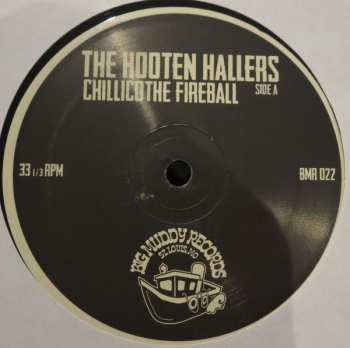 THE HOOTEN HALLERS
CHILLICOTHE FIREBALL
SIDE A
33 1/3 RPM
BMR 022
BIG MUDDY RECORDS
ST. LOUIS, MO